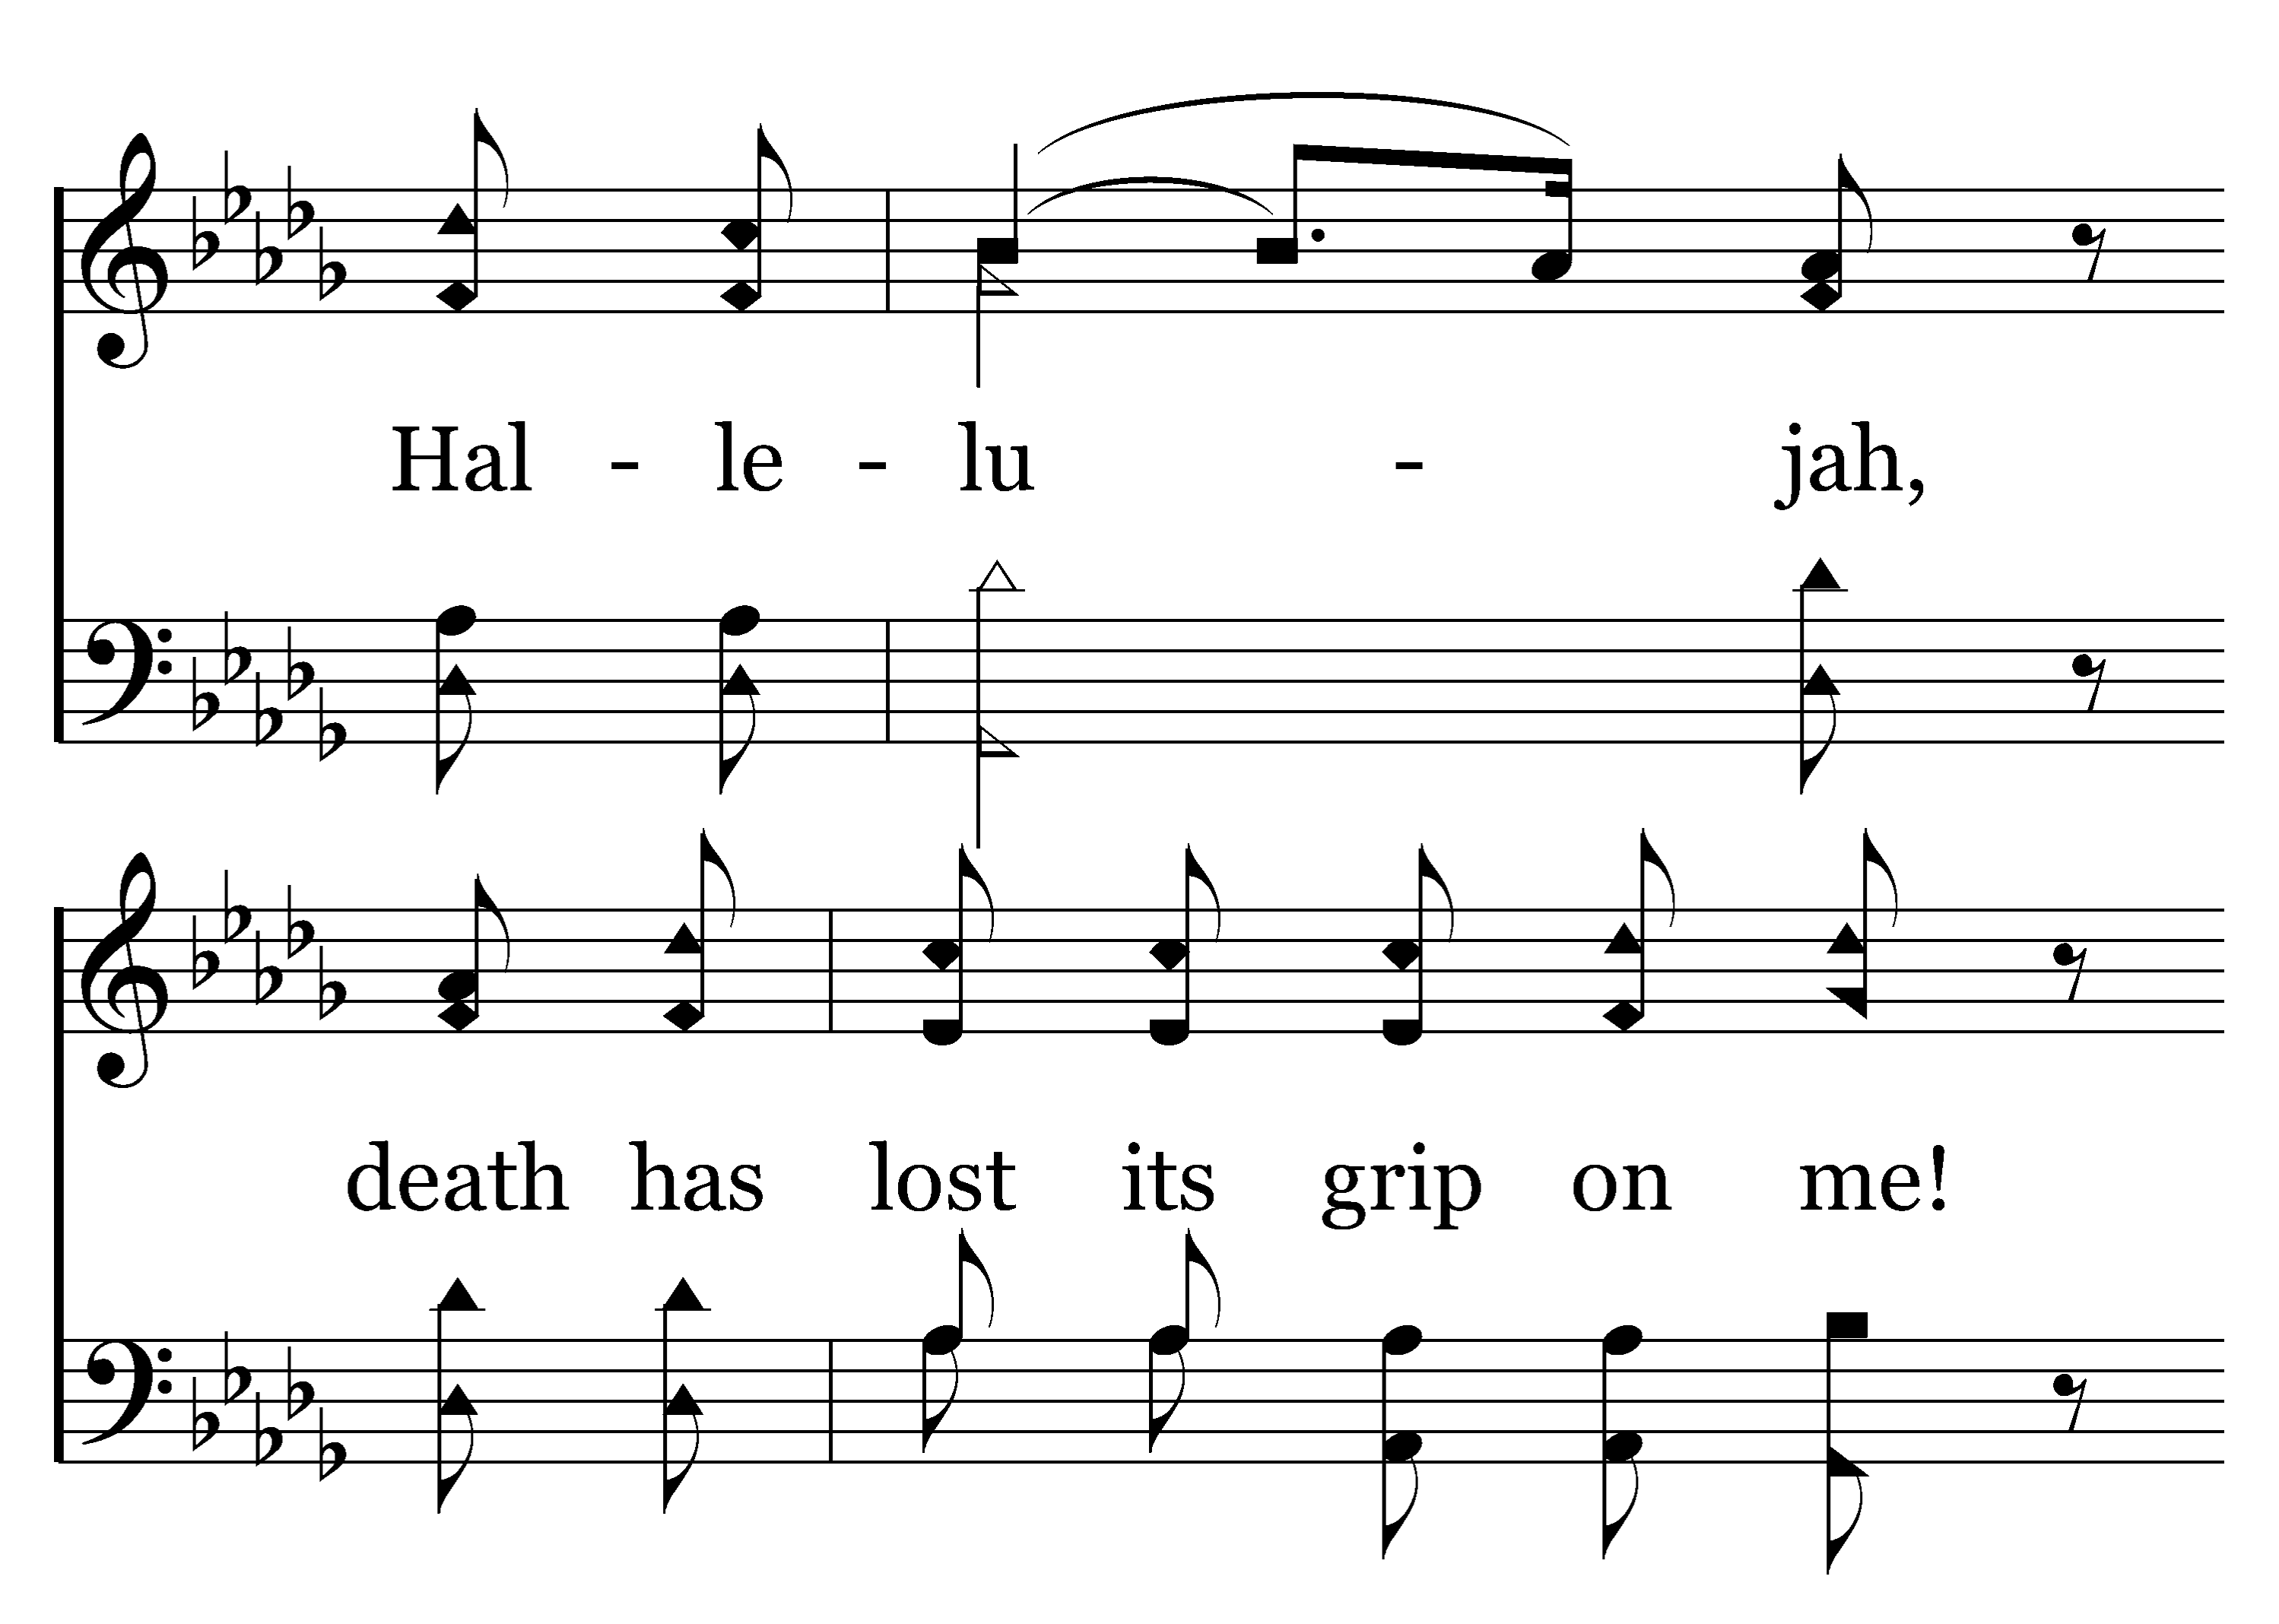 Hal - le - lu - jah,
death has lost its grip on me!